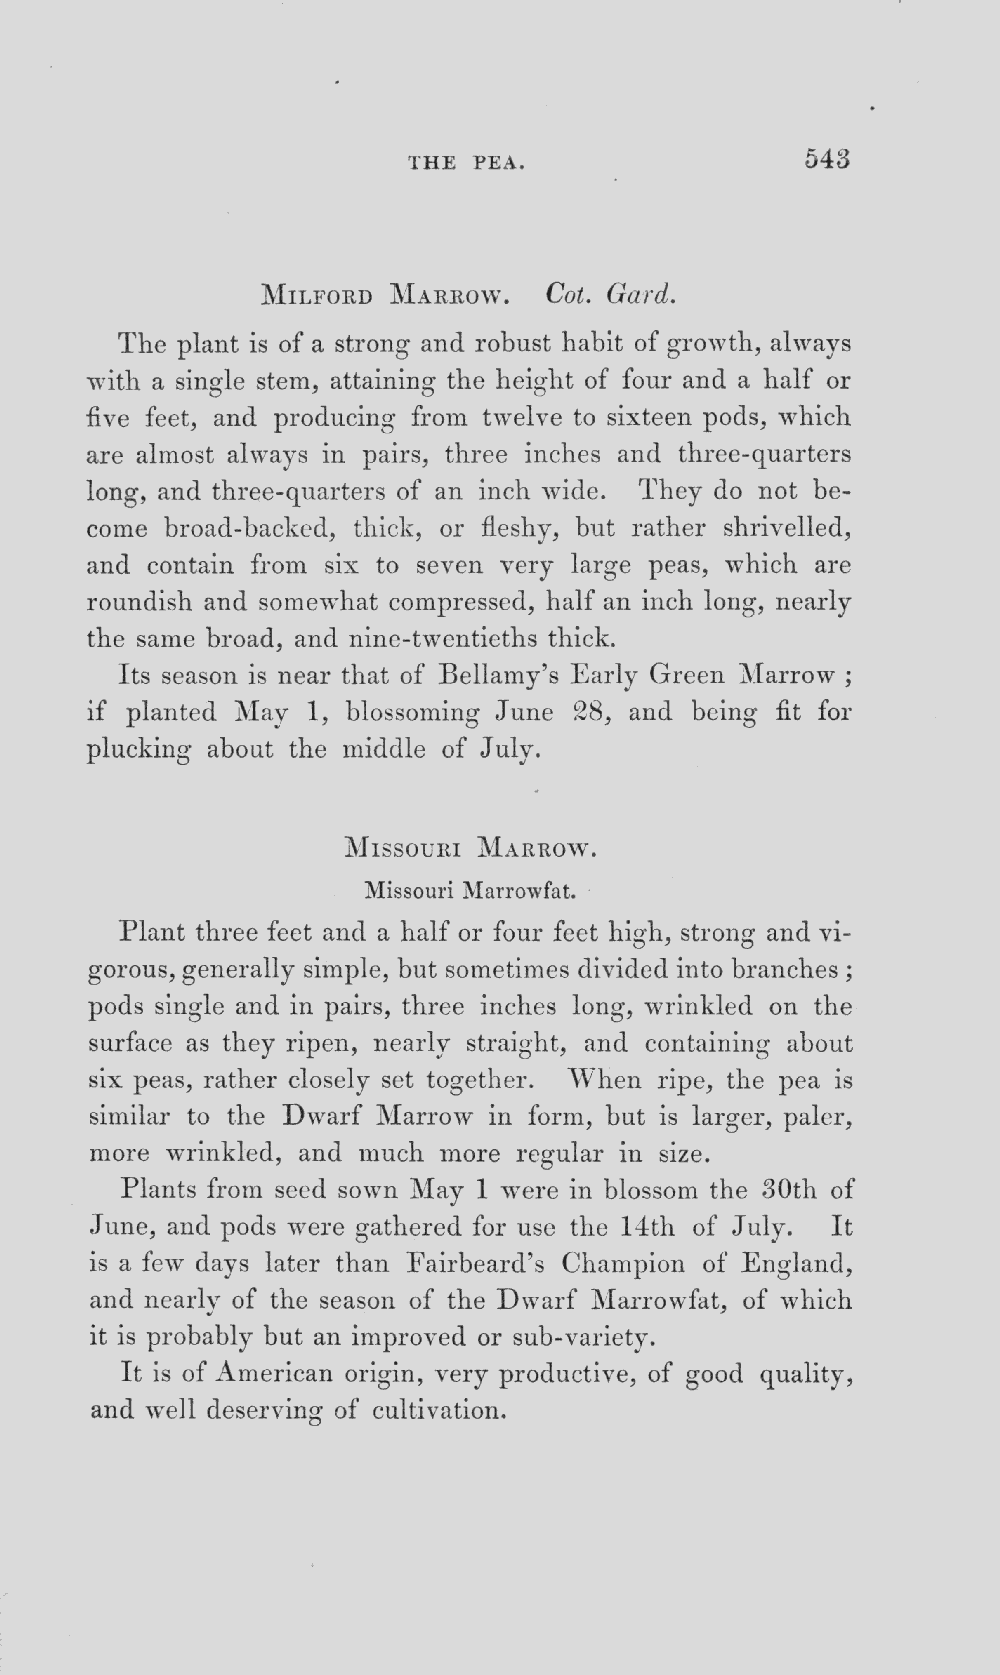 THE PEA. 543
MILFORD MARROW. Cot. Gard.
The plant is of a strong and robust habit of growth, always
with a single stem, attaining the height of four and a half or
five feet, and producing from twelve to sixteen pods, which
are almost always in pairs, three inches and three-quarters
long, and three-quarters of an inch wide. They do not be-
come broad-backed, thick, or fleshy, but rather shrivelled,
and contain from six to seven very large peas, which are
roundish and somewhat compressed, half an inch long, nearly
the same broad, and nine-twentieths thick.
Its season is near that of Bellamy's Early Green Marrow ;
if planted May 1, blossoming June 28, and being fit for
plucking about the middle of July.
MISSOURI MARROW.
Missouri Marrowfat.
Plant three feet and a half or four feet high, strong and vi-
gorous, generally simple, but sometimes divided into branches ;
pods single and in pairs, three inches long, wrinkled on the
surface as they ripen, nearly straight, and containing about
six peas, rather closely set together. When ripe, the pea is
similar to the Dwarf Marrow in form, but is larger, paler,
more wrinkled, and much more regular in size.
Plants from seed sown May 1 were in blossom the 30th of
June, and pods were gathered for use the 14th of July. It
is a few days later than Fairbeard's Champion of England,
and nearly of the season of the Dwarf Marrowfat, of which
it is probably but an improved or sub-variety.
It is of American origin, very productive, of good quality,
and well deserving of cultivation.